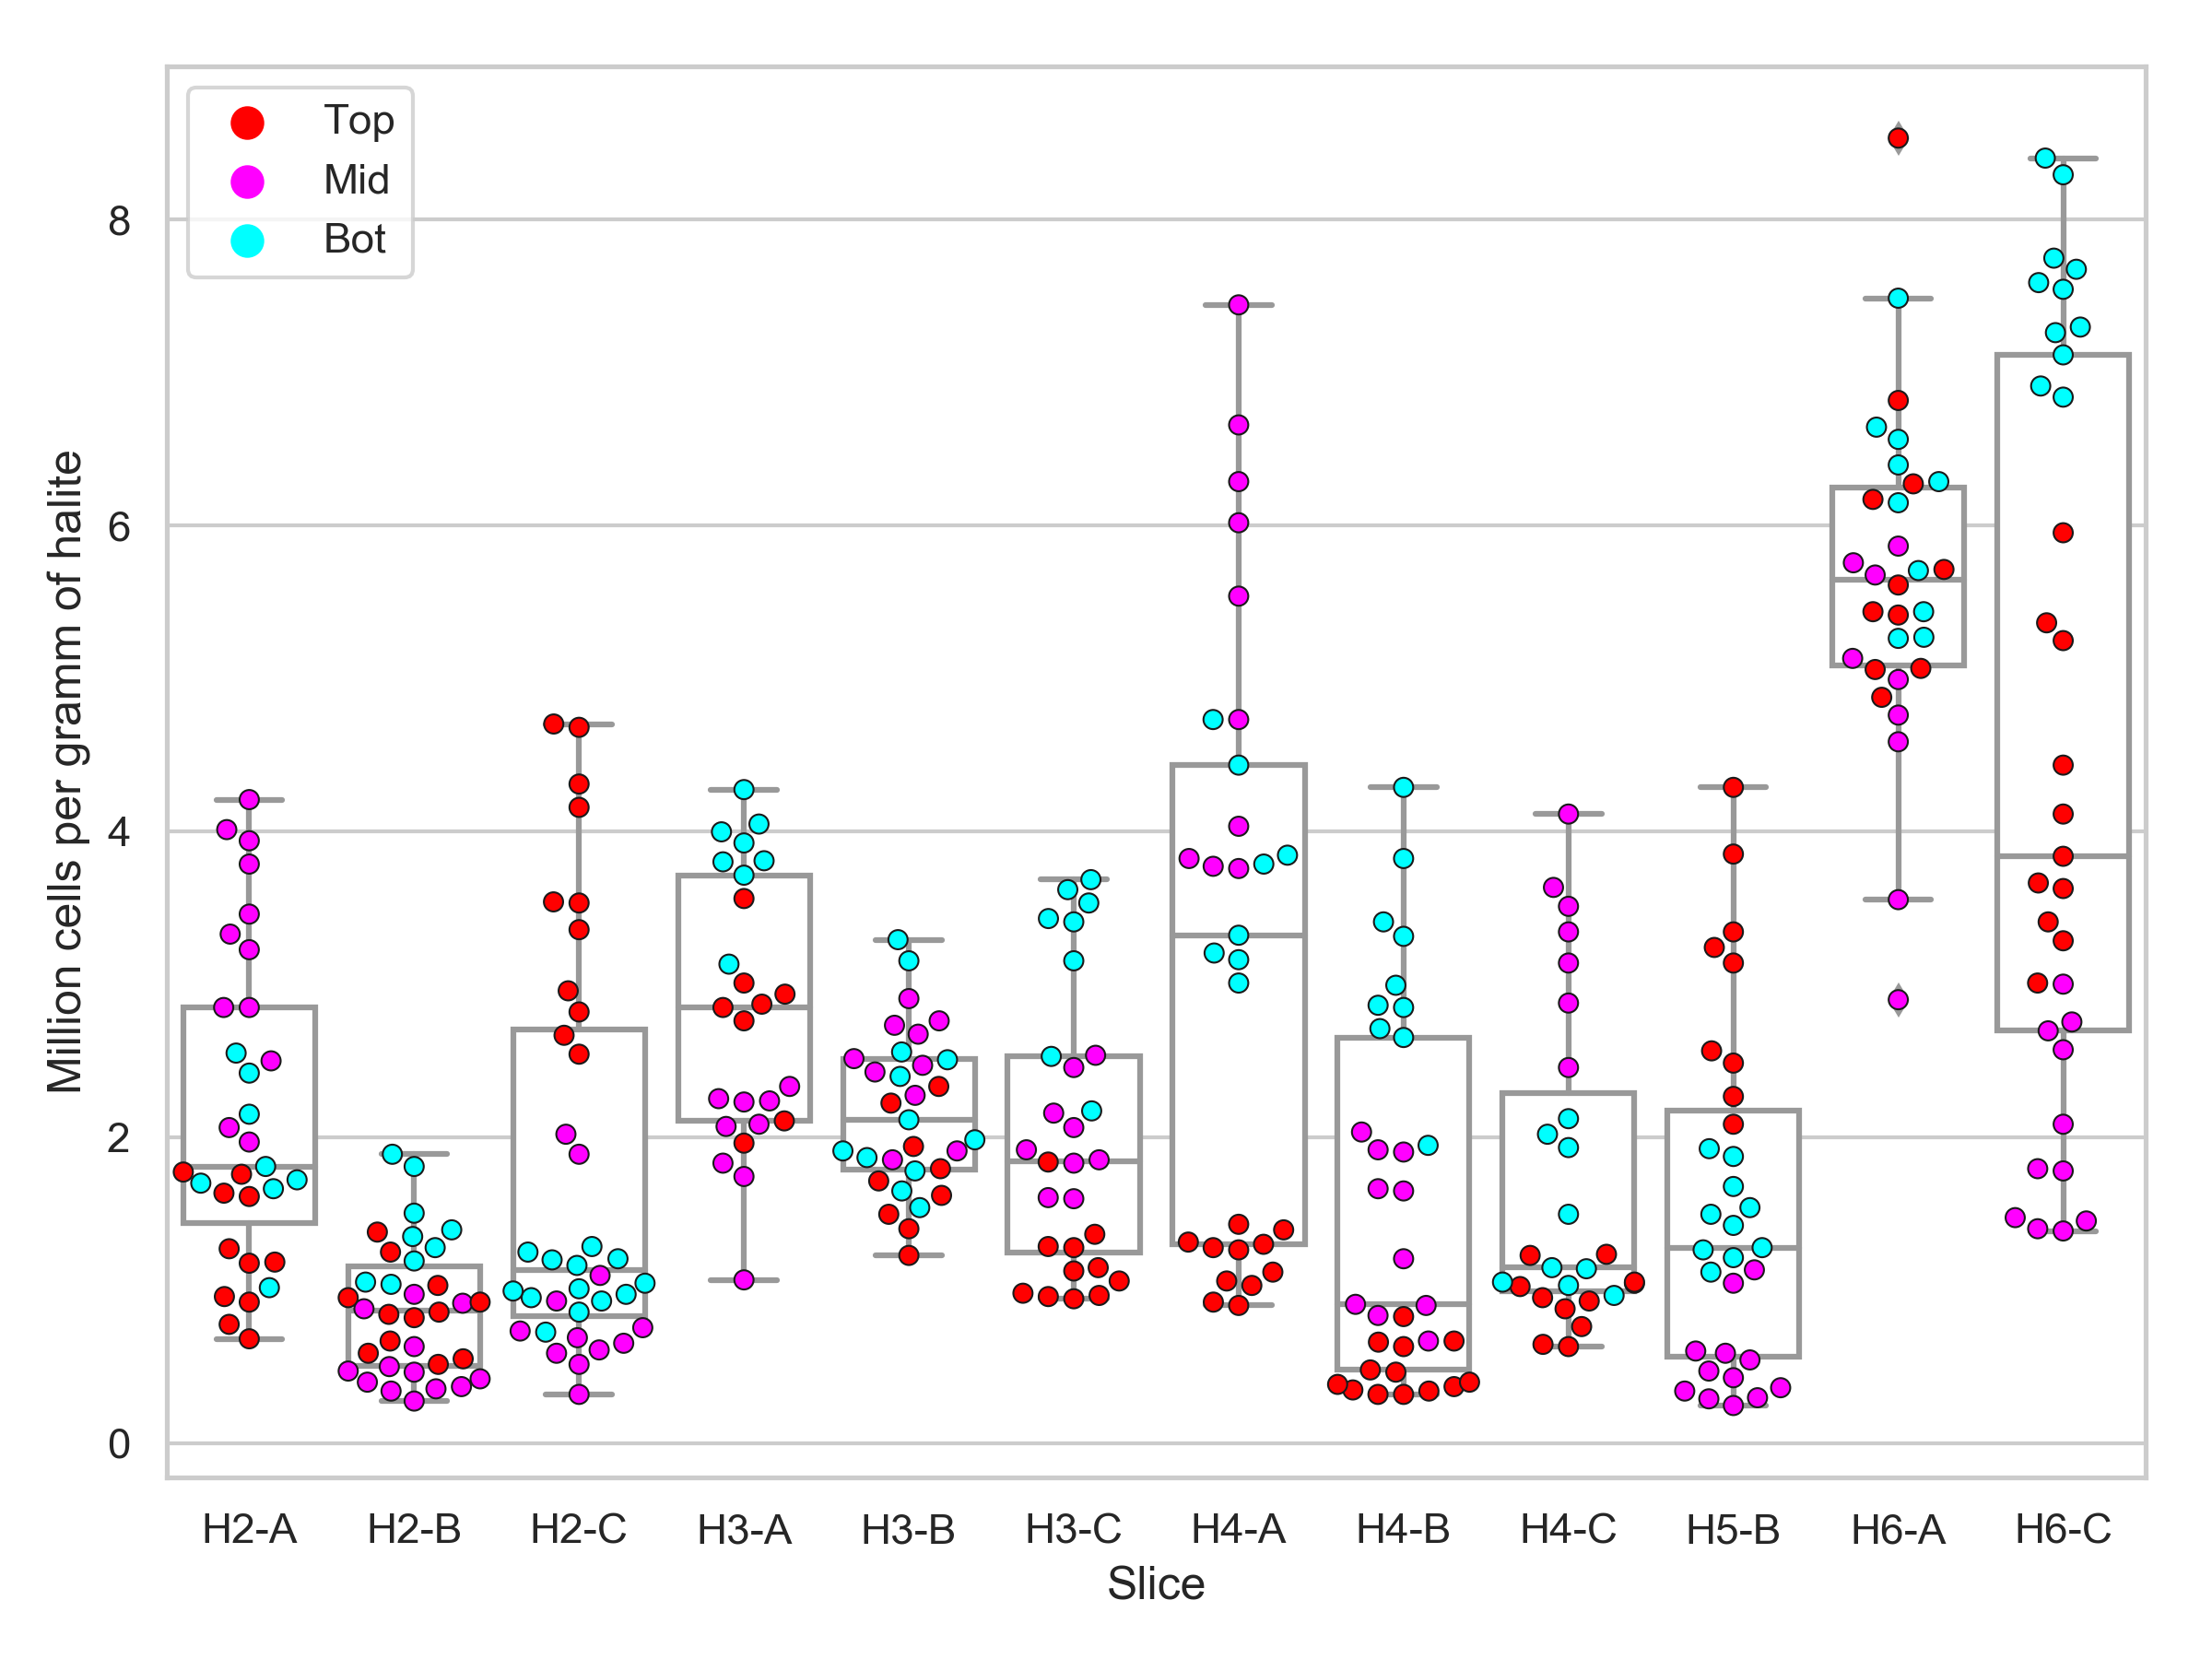 Top
Mid
Bot
Million cells per gramm of halite
8
6
4
2
0
H2-A H2-B H2-C H3-A H3-B H3-C H4-A H4-B H4-C H5-B H6-A H6-C
Slice